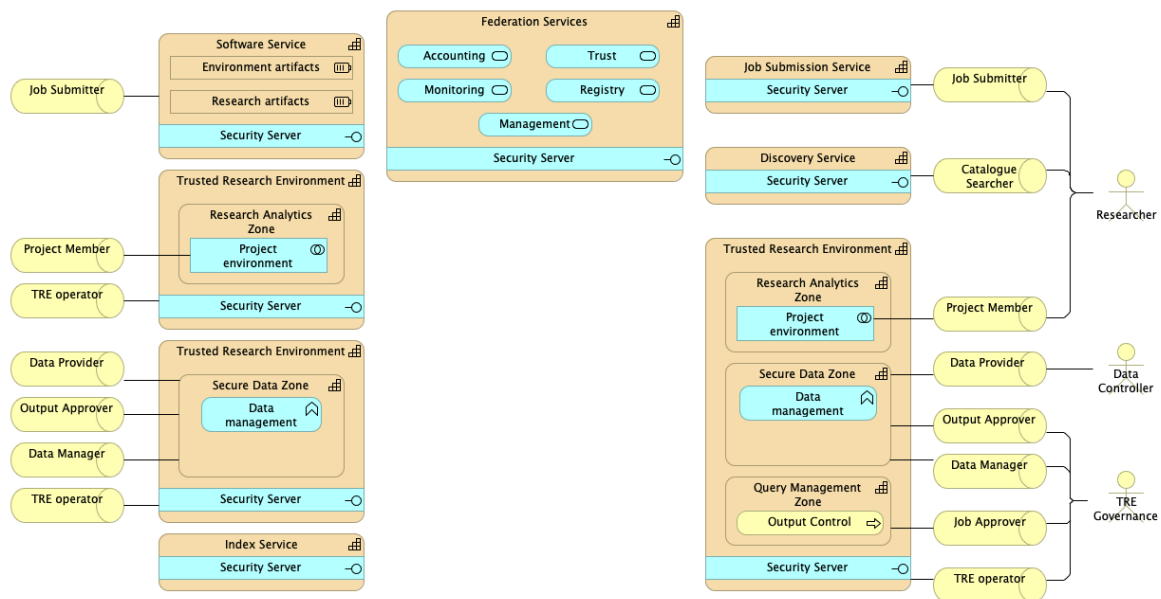 Software Service
Environment artifacts
Research artifacts
Security Server
Job Submitter
Trusted Research Environment
Research Analytics
Zone
Project
environment
Security Server
Project Member
TRE operator
Trusted Research Environment
Secure Data Zone
Data
management
Security Server
Data Provider
Output Approver
Data Manager
TRE operator
Index Service
Security Server
Federation Services
Accounting
Trust
Monitoring
Registry
Management
Security Server
Job Submission Service
Security Server
Job Submitter
Discovery Service
Security Server
Catalogue
Searcher
Researcher
Trusted Research Environment
Research Analytics
Zone
Project
environment
Project Member
Secure Data Zone
Data
management
Data Provider
Data
Controller
Output Approver
Data Manager
Query Management
Zone
Output Control
Job Approver
TRE
Governance
Security Server
TRE operator